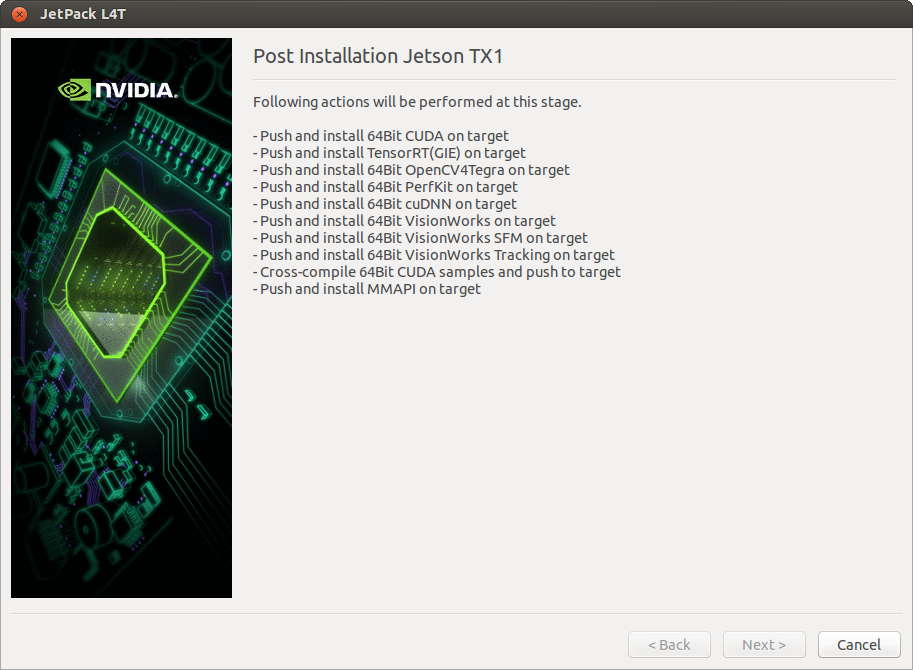 JetPack L4T
NVIDIA.
Post Installation Jetson TX1
Following actions will be performed at this stage.
- Push and install 64Bit CUDA on target
- Push and install TensorRT(GIE) on target
- Push and install 64Bit OpenCV4Tegra on target
- Push and install 64Bit PerfKit on target
- Push and install 64Bit cuDNN on target
- Push and install 64Bit VisionWorks on target
- Push and install 64Bit VisionWorks SFM on target
- Push and install 64Bit VisionWorks Tracking on target
- Cross-compile 64Bit CUDA samples and push to target
- Push and install MMAPI on target
< Back Next > Cancel